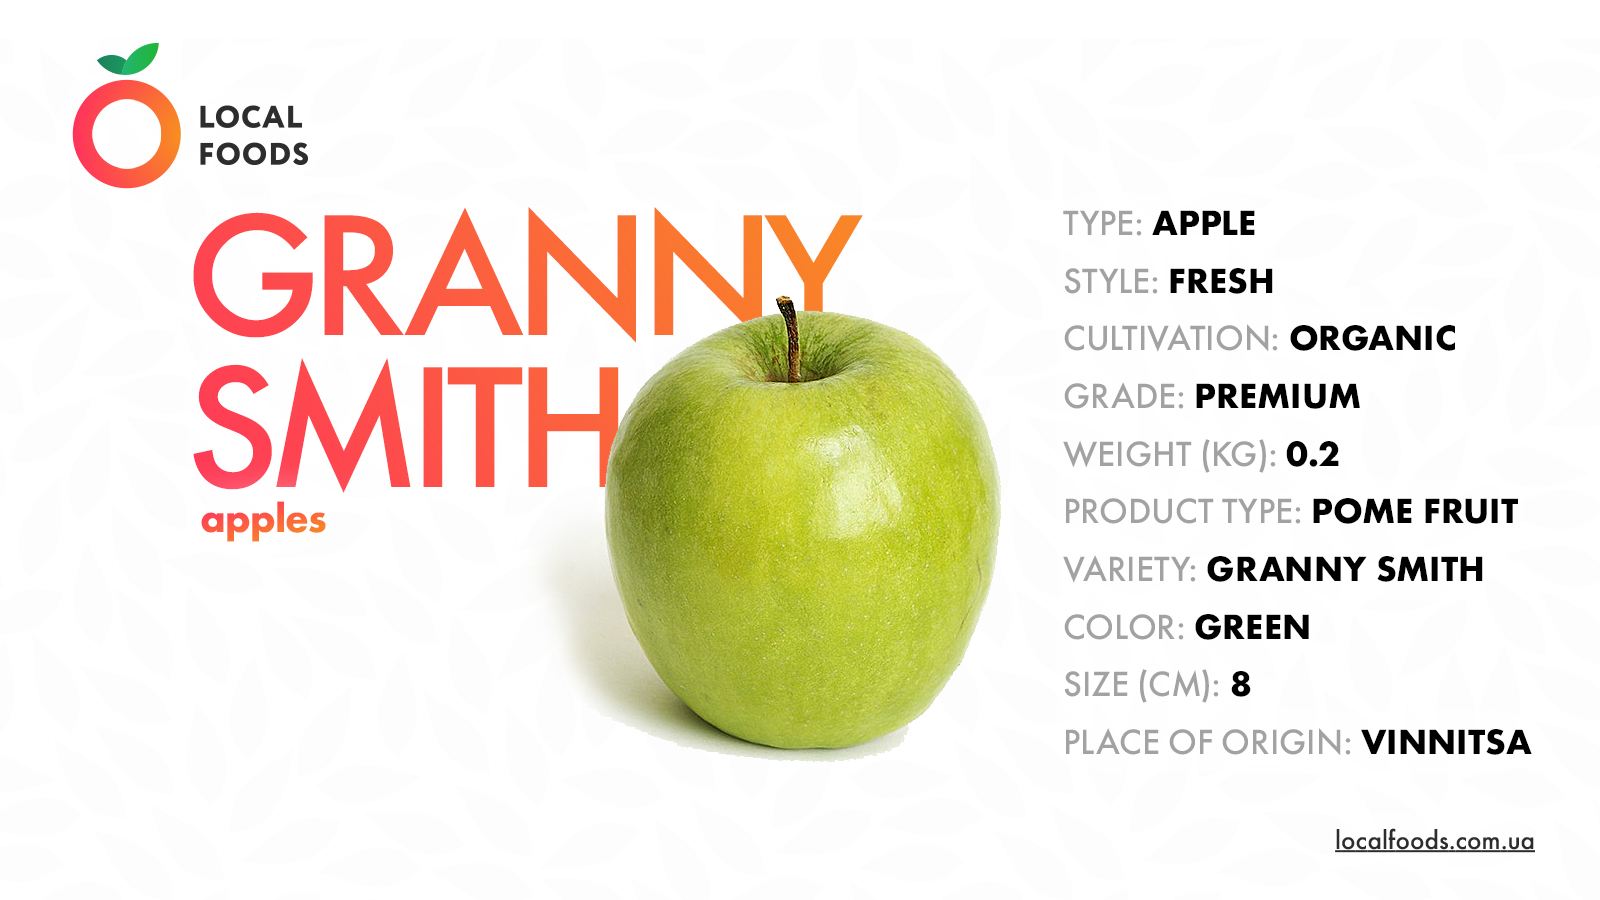 LOCAL
FOODS
GRANNY
SMITH
apples
TYPE: APPLE
STYLE: FRESH
CULTIVATION: ORGANIC
GRADE: PREMIUM
WEIGHT (KG): 0.2
PRODUCT TYPE: POME FRUIT
VARIETY: GRANNY SMITH
COLOR: GREEN
SIZE (CM): 8
PLACE OF ORIGIN: VINNITSA
localfoods.com.ua